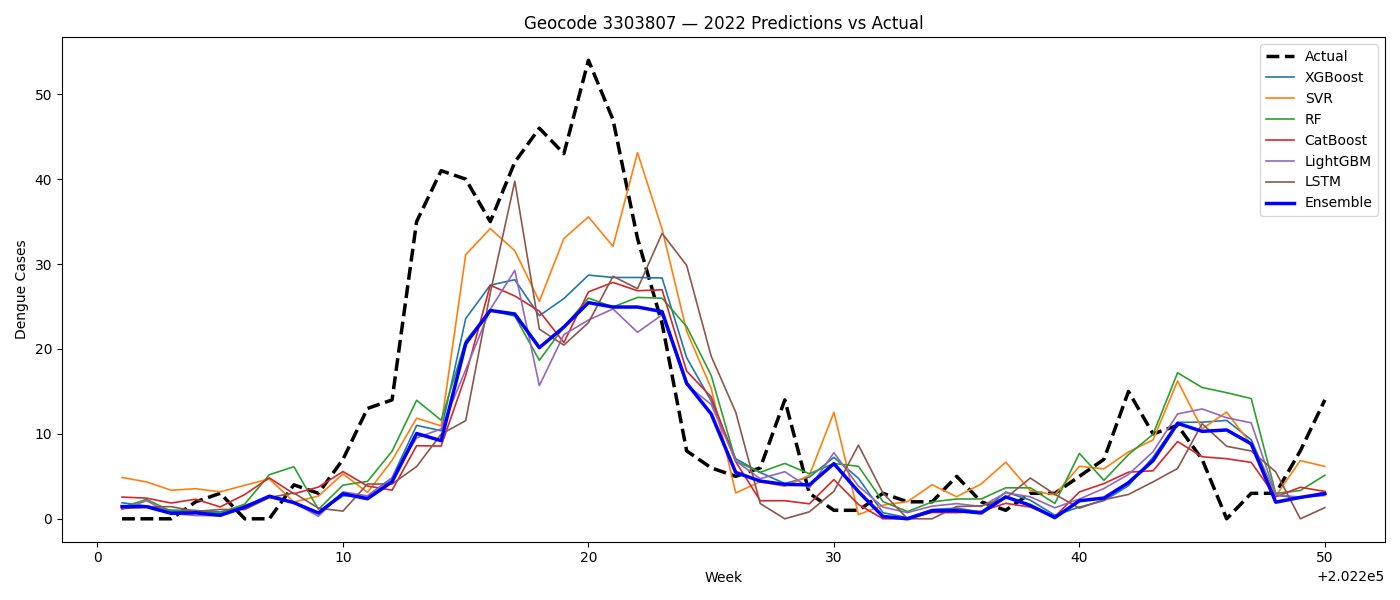 Geocode 3303807 — 2022 Predictions vs Actual
Dengue Cases
50
40
30
20
10
0
Actual
XGBoost
SVR
RF
CatBoost
LightGBM
LSTM
Ensemble
0 10 20 30 40 50
+2.022e5
Week